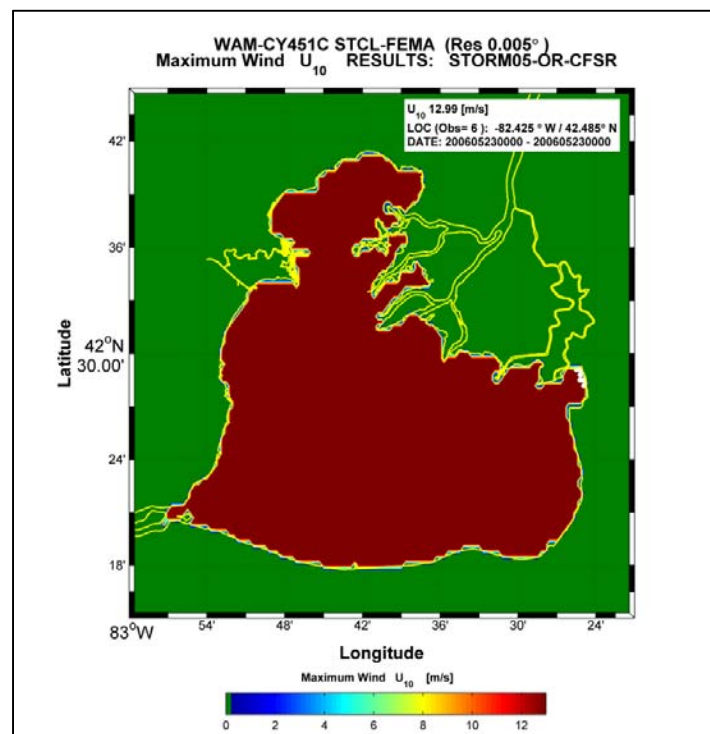 WAM-CY451C STCL-FEMA (Res 0.005° )
Maximum Wind U10 RESULTS: STORM05-OR-CFSR
U10 12.99 [m/s]
LOC (Obs= 6 ): -82.425 ° W / 42.485° N
DATE: 200605230000 - 200605230000
42'
36'
42°N
30.00'
24'
18'
Latitude
83°W
54'
48'
42'
36'
30'
24'
Longitude
Maximum Wind U10 [m/s]
0
2
4
6
8
10
12